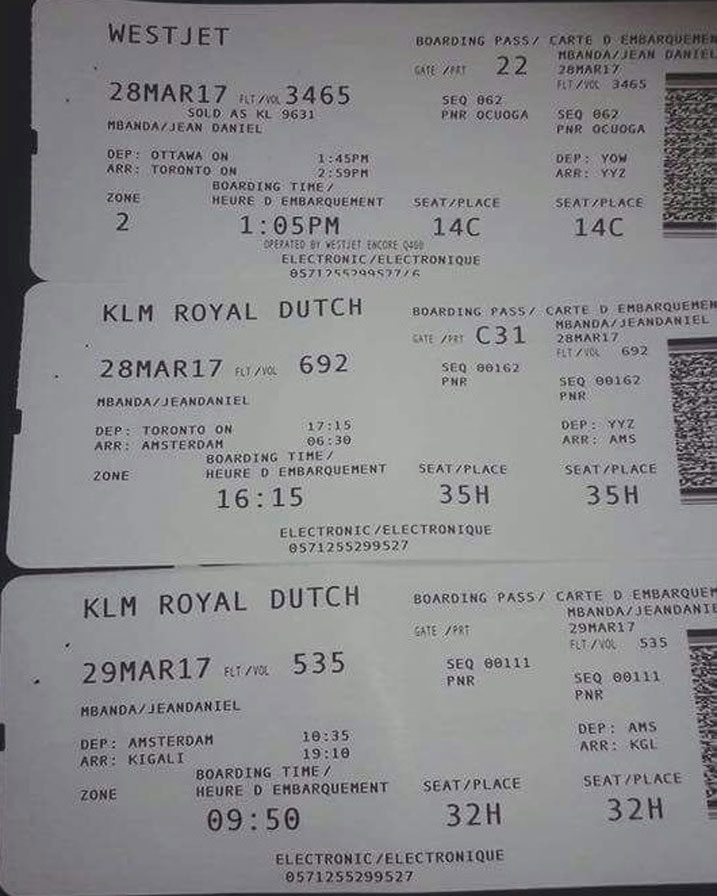 WESTJET
BOARDING PASS/ CARTE D EMBARQUEMEN
GATE /PRT 22
MBANDA/JEAN DANIEL
28MAR17
FLT/VOL 3465
28MAR17 FLT/VOL 3465
SOLD AS KL 9631
MBANDA/JEAN DANIEL
SEQ 062
PNR OCUOGA
SEQ 062
PNR OCUOGA
DEP: OTTAWA ON 1:45PM
ARR: TORONTO ON 2:59PM
DEP: YOW
ARR: YYZ
ZONE
2
BOARDING TIME/
HEURE D EMBARQUEMENT
1:05PM
SEAT/PLACE
14C
SEAT/PLACE
14C
OPERATED BY WESTJET ENCORE Q400
ELECTRONIC/ELECTRONIQUE
0571255299527/6
KLM ROYAL DUTCH
BOARDING PASS/ CARTE D EMBARQUEMEN
GATE /PRT C31
MBANDA/JEANDANIEL
28MAR17
FLT/VOL 692
28MAR17 FLT/VOL 692
MBANDA/JEANDANIEL
SEQ 00162
PNR
SEQ 00162
PNR
DEP: TORONTO ON 17:15
ARR: AMSTERDAM 06:30
DEP: YYZ
ARR: AMS
ZONE
BOARDING TIME/
HEURE D EMBARQUEMENT
16:15
SEAT/PLACE
35H
SEAT/PLACE
35H
ELECTRONIC/ELECTRONIQUE
0571255299527
KLM ROYAL DUTCH
BOARDING PASS/ CARTE D EMBARQUEM
GATE /PRT
MBANDA/JEANDANIE
29MAR17
FLT/VOL 535
29MAR17 FLT/VOL 535
MBANDA/JEANDANIEL
SEQ 00111
PNR
SEQ 00111
PNR
DEP: AMSTERDAM 10:35
ARR: KIGALI 19:10
DEP: AMS
ARR: KGL
ZONE
BOARDING TIME/
HEURE D EMBARQUEMENT
09:50
SEAT/PLACE
32H
SEAT/PLACE
32H
ELECTRONIC/ELECTRONIQUE
0571255299527